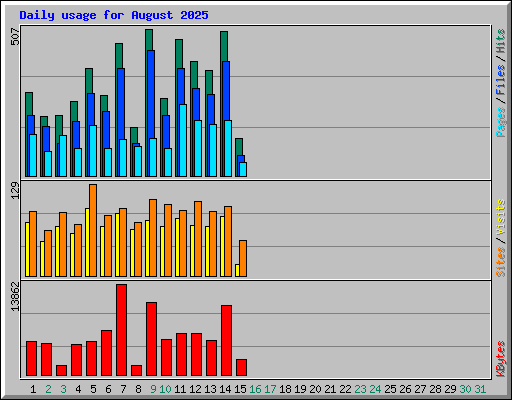 Daily usage for August 2025
507
Pages / Files / Hits
129
Sites / Visits
13862
KBytes
1 2 3 4 5 6 7 8 9 10 11 12 13 14 15 16 17 18 19 20 21 22 23 24 25 26 27 28 29 30 31